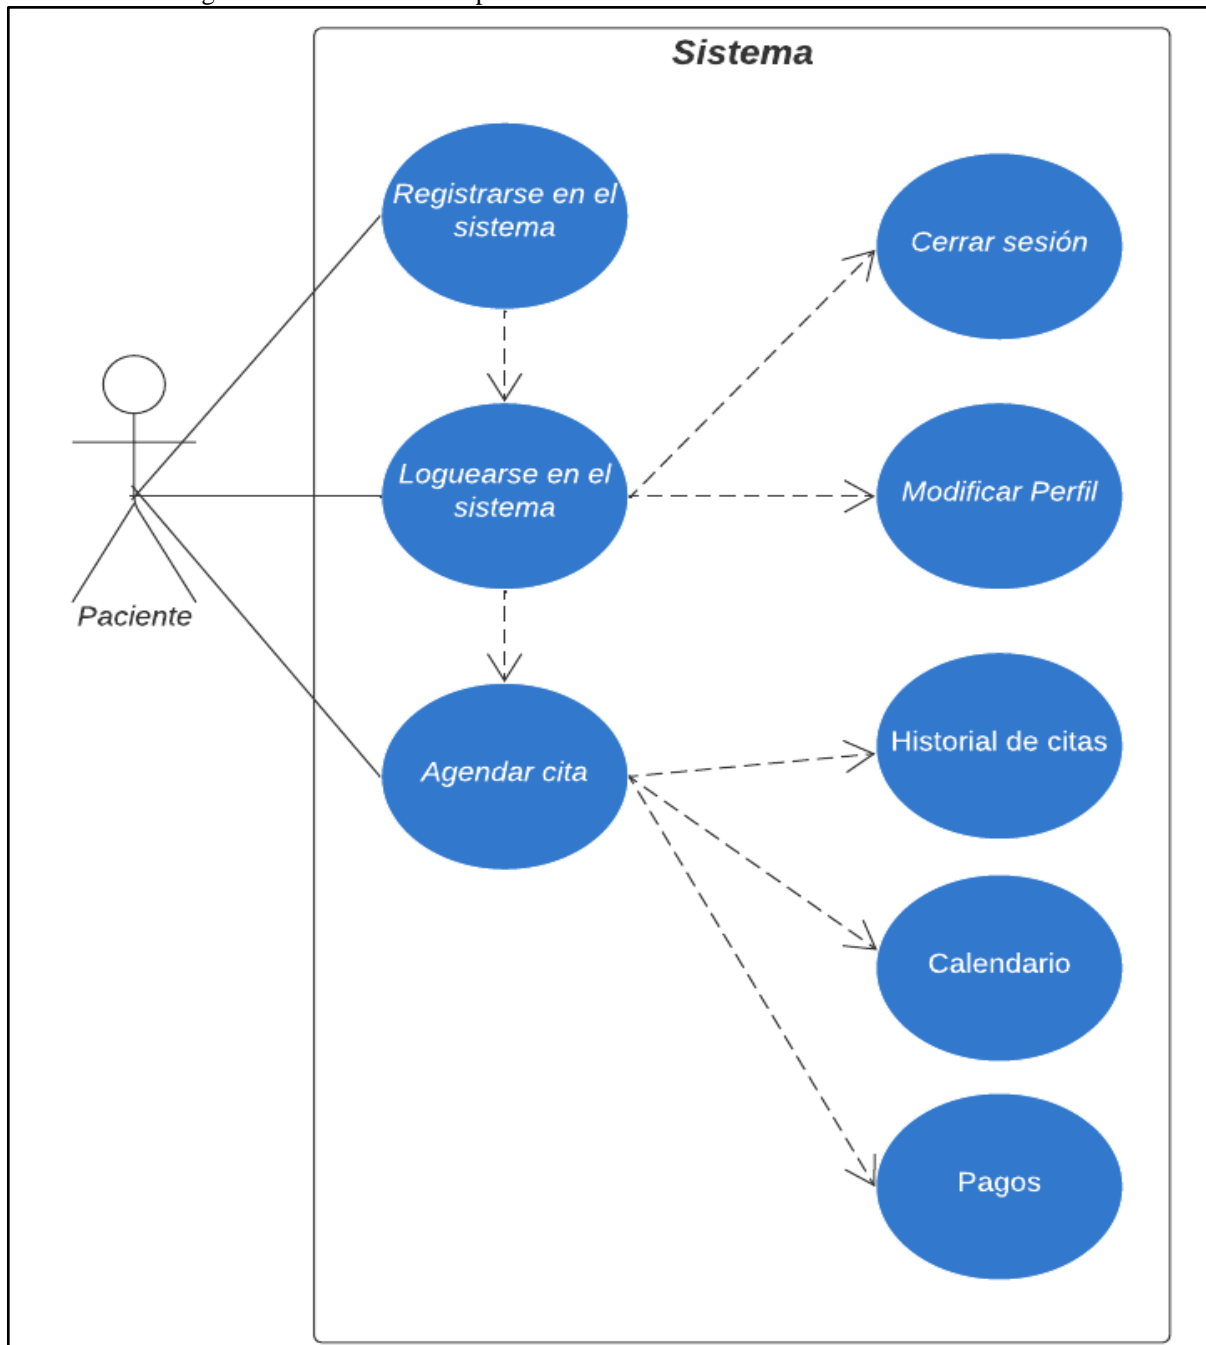 Sistema
Registrarse en el
sistema
Cerrar sesión
Loguearse en el
sistema
Modificar Perfil
Paciente
Agendar cita
Historial de citas
Calendario
Pagos